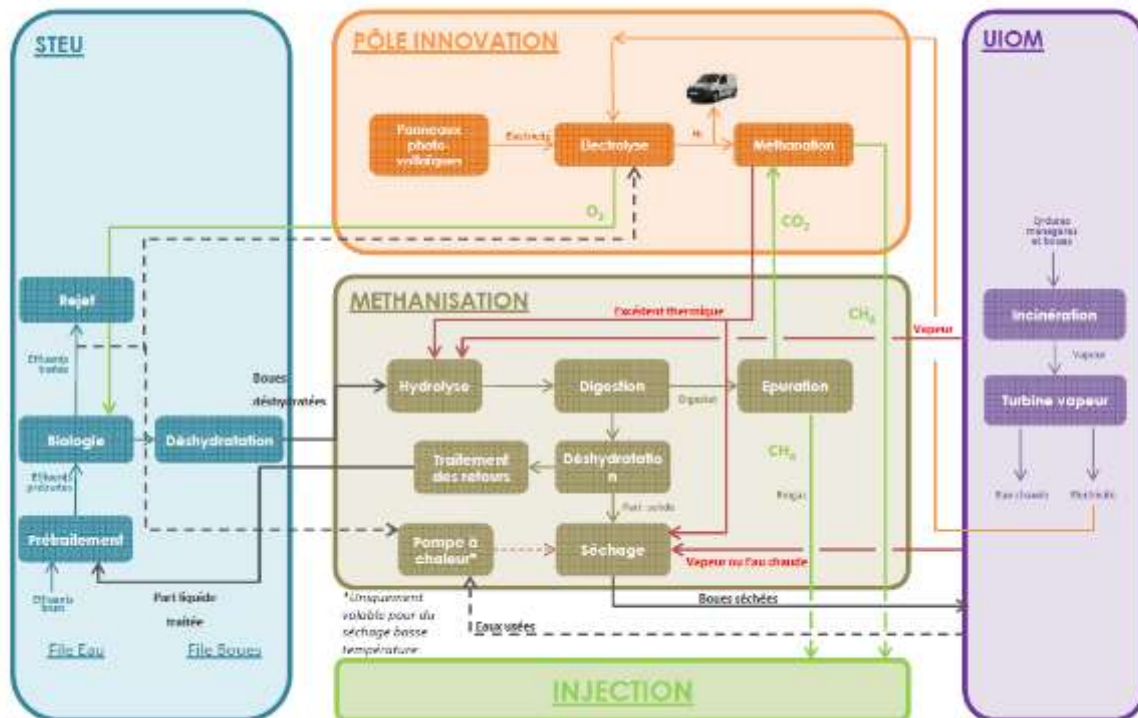 STEU
PÔLE INNOVATION
UIOM
Panneaux
photo-
voltaïques
Electricité
Electrolyse
H₂
Méthanation
O₂
CO₂
Ordures
ménagères
et boues
Rejet
METHANISATION
Incinération
Excédent thermique
CH₄
Vapeur
Effluents
traités
Vapeur
Boues
déshydratées
Hydrolyse
Digestion
Digestat
Epuration
Turbine vapeur
Biologie
Déshydratation
Traitement
des retours
Déshydratatio
n
CH₄
Effluents
prétraités
Biogaz
Eau chaude
Electricité
Part solide
Prétraitement
Pompe à
chaleur*
Séchage
Vapeur ou Eau chaude
Effluents
bruts
Part liquide
traitée
*Uniquement
valable pour du
séchage basse
température
Boues séchées
Eaux usées
File Eau
File Boues
INJECTION